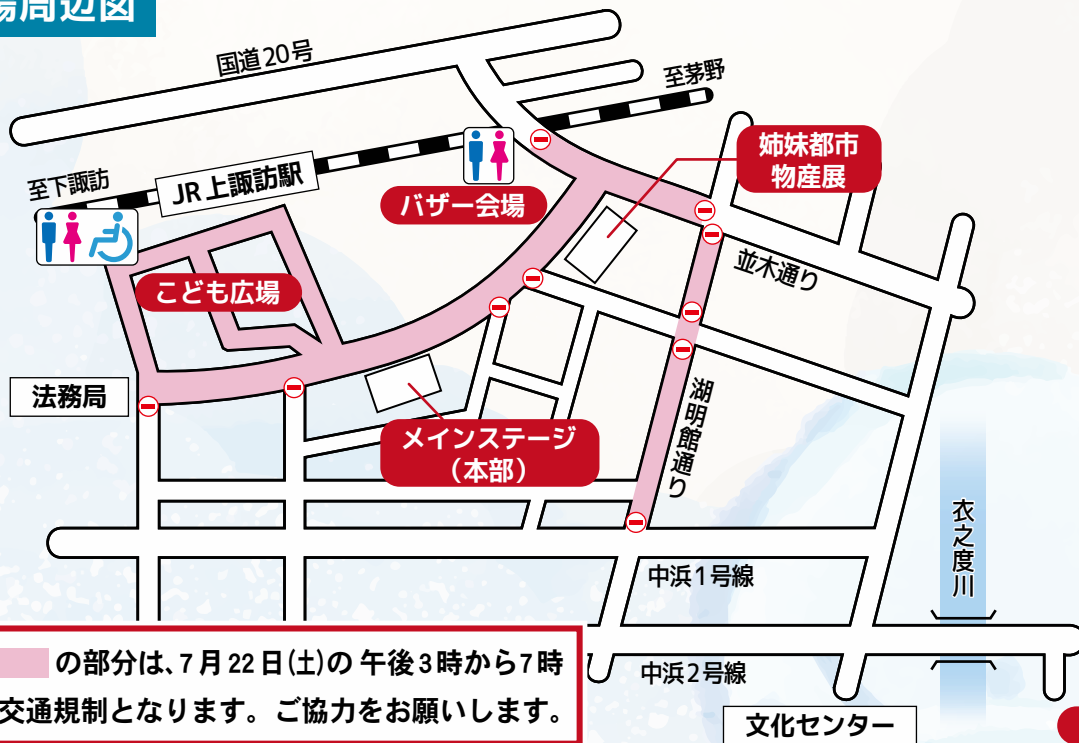 場周辺図
国道20号
至茅野
姉妹都市
物産展
至下諏訪
JR上諏訪駅
バザー会場
並木通り
こども広場
法務局
湖明館通り
メインステージ
（本部）
衣之度川
中浜1号線
の部分は、7月22日(土)の午後3時から7時
交通規制となります。ご協力をお願いします。
中浜2号線
文化センター